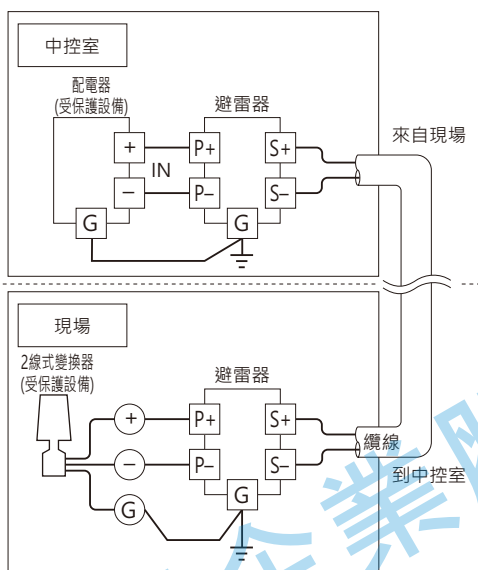 中控室
配電器
(受保護設備)
避雷器
來自現場
+
P+
S+
IN
−
P−
S−
G
G
現場
2線式變換器
(受保護設備)
避雷器
+
P+
S+
纜線
−
P−
S−
到中控室
G
G
企業